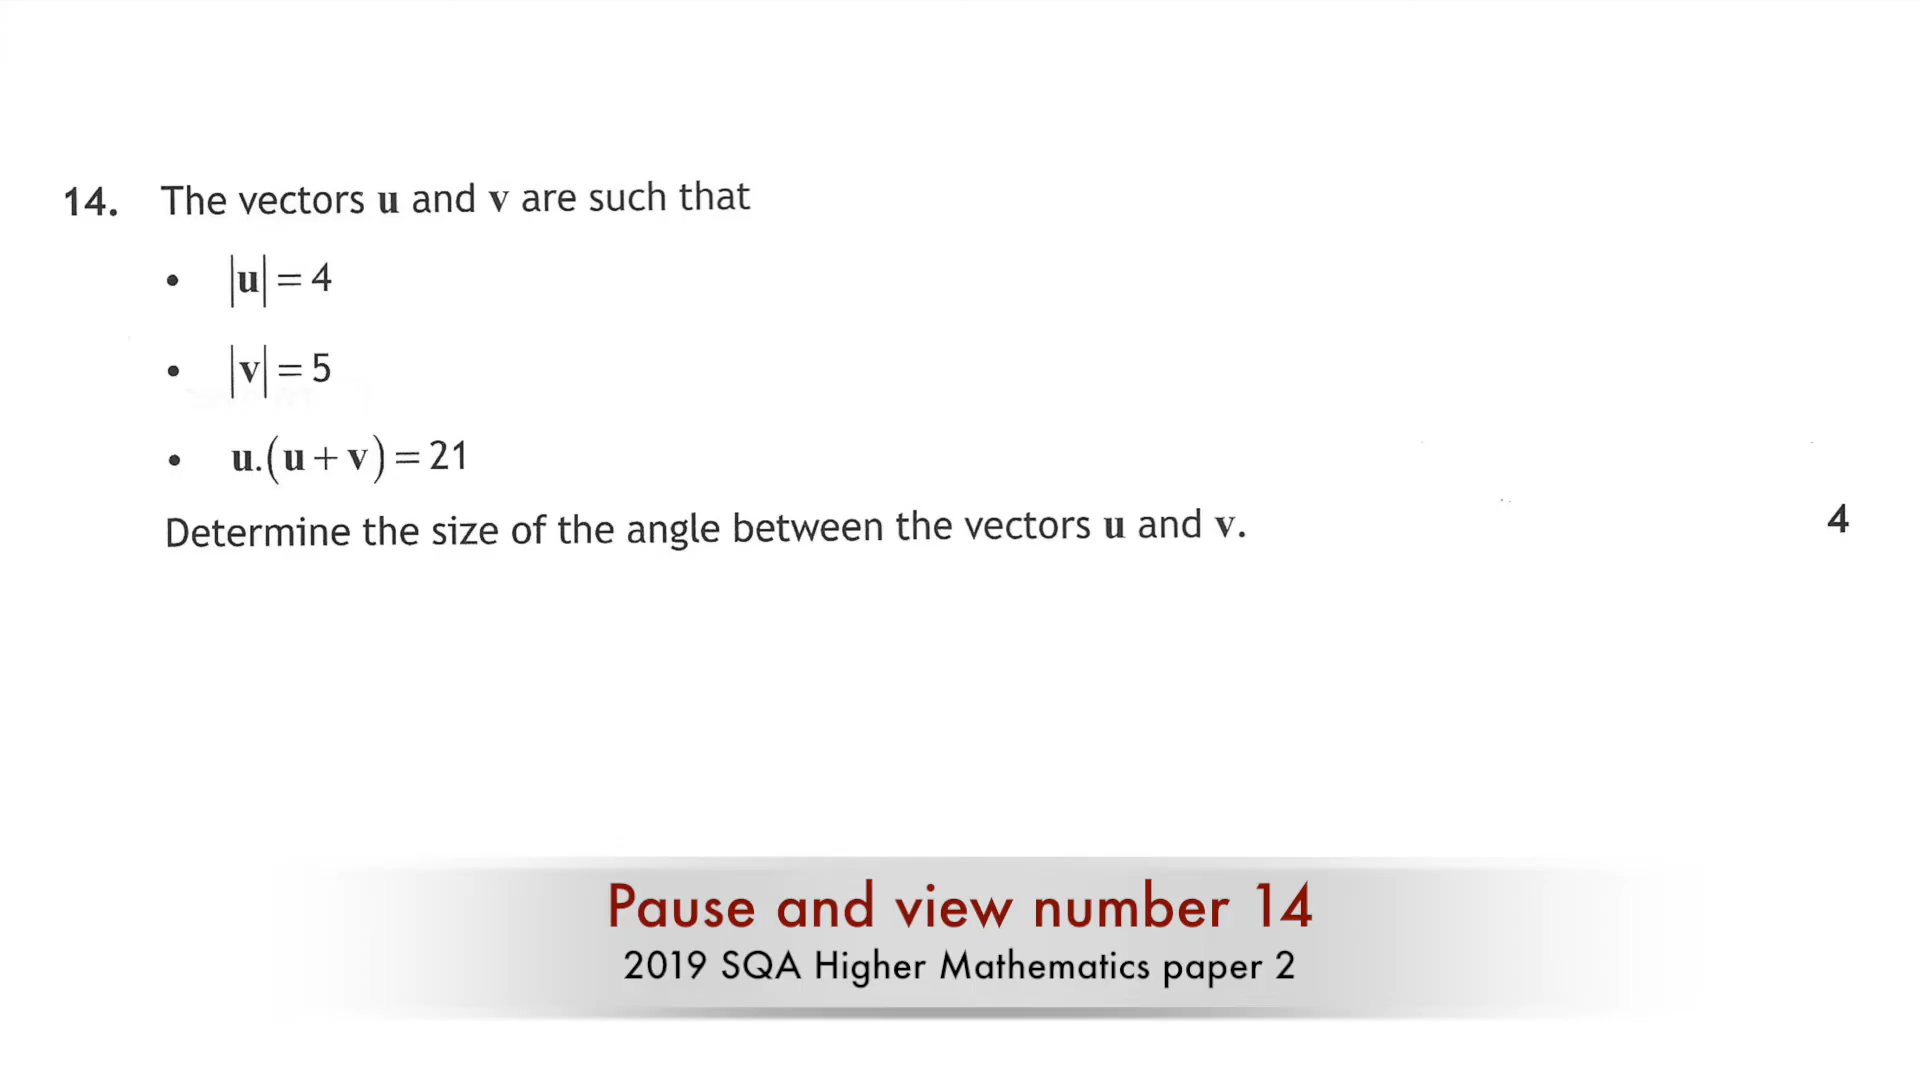 14. The vectors u and v are such that
• |u| = 4
• |v| = 5
• u.(u + v) = 21
Determine the size of the angle between the vectors u and v. 4
Pause and view number 14
2019 SQA Higher Mathematics paper 2